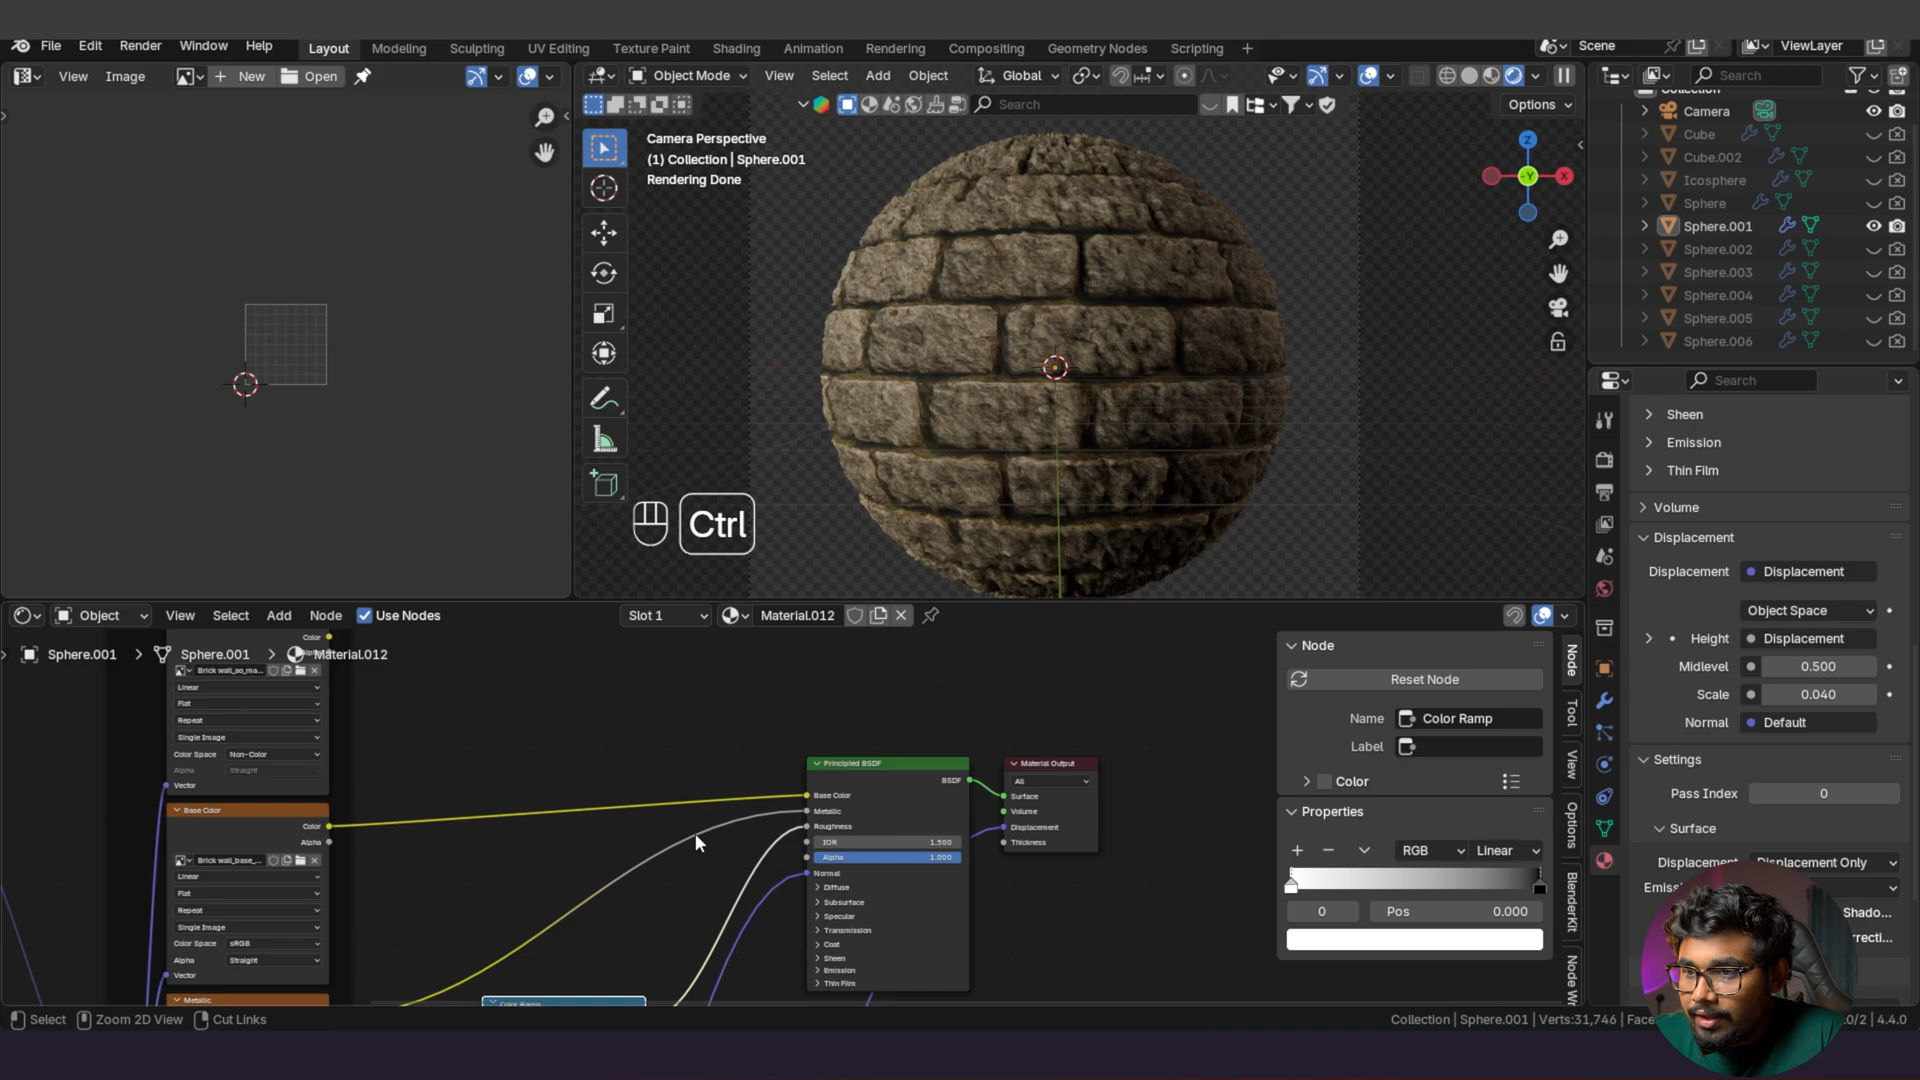 File Edit Render Window Help Layout Modeling Sculpting UV Editing Texture Paint Shading Animation Rendering Compositing Geometry Nodes Scripting + Scene ViewLayer
View Image New Open
Object Mode View Select Add Object Global
Search
Search
Options
Camera Perspective
(1) Collection | Sphere.001
Rendering Done
Z
-Y
X
Ctrl
Camera
Cube
Cube.002
Icosphere
Sphere
Sphere.001
Sphere.002
Sphere.003
Sphere.004
Sphere.005
Sphere.006
Search
Sheen
Emission
Thin Film
Volume
Displacement
Displacement Displacement
Object Space
Height Displacement
Midlevel 0.500
Scale 0.040
Normal Default
Settings
Pass Index 0
Surface
Displacement Displacement Only
Emiss
Shado...
rrecti...
Object View Select Add Node Use Nodes Slot 1 Material.012
Sphere.001 > Sphere.001 > Material.012
Color
Brick wall_ao_ma...
Linear
Flat
Repeat
Single Image
Color Space Non-Color
Alpha Straight
Vector
Base Color
Color
Alpha
Brick wall_base_...
Linear
Flat
Repeat
Single Image
Color Space sRGB
Alpha Straight
Vector
Metallic
Color Ramp
Principled BSDF
BSDF
Base Color
Metallic
Roughness
IOR 1.500
Alpha 1.000
Normal
Diffuse
Subsurface
Specular
Transmission
Coat
Sheen
Emission
Thin Film
Material Output
All
Surface
Volume
Displacement
Thickness
Node
Reset Node
Name Color Ramp
Label
Color
Properties
RGB Linear
0 Pos 0.000
Node
Tool
View
Options
BlenderKit
Node Wr
Select Zoom 2D View Cut Links
Collection | Sphere.001 | Verts:31,746 | Face
0/2 | 4.4.0